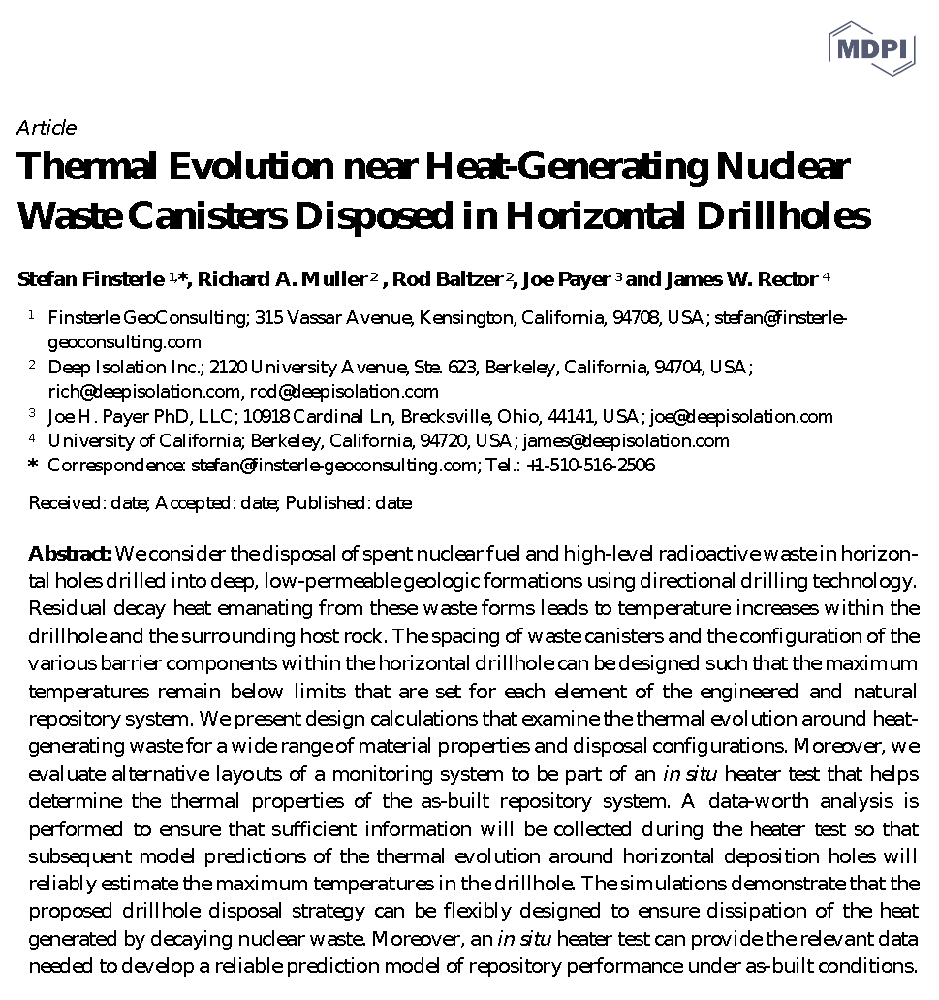 MDPI
Article
Thermal Evolution near Heat-Generating Nuclear
Waste Canisters Disposed in Horizontal Drillholes
Stefan Finsterle 1,*, Richard A. Muller 2 , Rod Baltzer 2, Joe Payer 3 and James W. Rector 4
1 Finsterle GeoConsulting; 315 Vassar Avenue, Kensington, California, 94708, USA; stefan@finsterle-
geoconsulting.com
2 Deep Isolation Inc.; 2120 University Avenue, Ste. 623, Berkeley, California, 94704, USA;
rich@deepisolation.com, rod@deepisolation.com
3 Joe H. Payer PhD, LLC; 10918 Cardinal Ln, Brecksville, Ohio, 44141, USA; joe@deepisolation.com
4 University of California; Berkeley, California, 94720, USA; james@deepisolation.com
* Correspondence: stefan@finsterle-geoconsulting.com; Tel.: +1-510-516-2506
Received: date; Accepted: date; Published: date
Abstract: We consider the disposal of spent nuclear fuel and high-level radioactive waste in horizon-
tal holes drilled into deep, low-permeable geologic formations using directional drilling technology.
Residual decay heat emanating from these waste forms leads to temperature increases within the
drillhole and the surrounding host rock. The spacing of waste canisters and the configuration of the
various barrier components within the horizontal drillhole can be designed such that the maximum
temperatures remain below limits that are set for each element of the engineered and natural
repository system. We present design calculations that examine the thermal evolution around heat-
generating waste for a wide range of material properties and disposal configurations. Moreover, we
evaluate alternative layouts of a monitoring system to be part of an in situ heater test that helps
determine the thermal properties of the as-built repository system. A data-worth analysis is
performed to ensure that sufficient information will be collected during the heater test so that
subsequent model predictions of the thermal evolution around horizontal deposition holes will
reliably estimate the maximum temperatures in the drillhole. The simulations demonstrate that the
proposed drillhole disposal strategy can be flexibly designed to ensure dissipation of the heat
generated by decaying nuclear waste. Moreover, an in situ heater test can provide the relevant data
needed to develop a reliable prediction model of repository performance under as-built conditions.